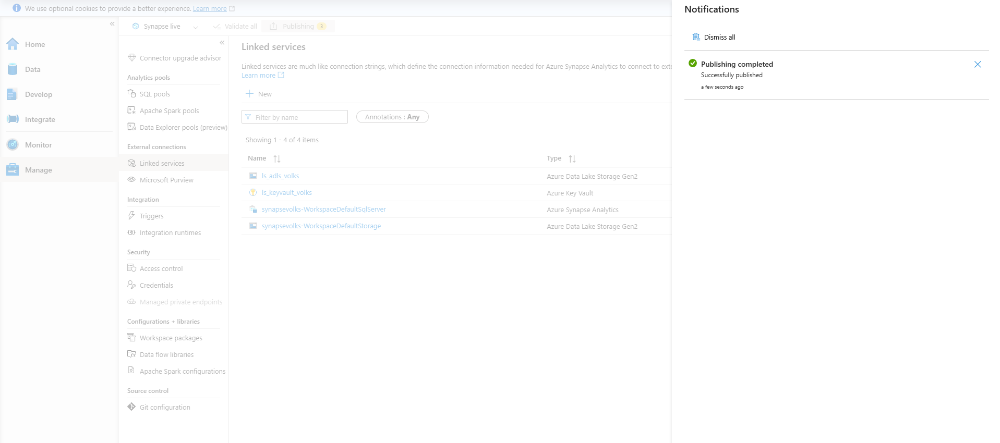 We use optional cookies to provide a better experience. Learn more
Home
Data
Develop
Integrate
Monitor
Manage
Synapse live
Validate all
Publishing 3
Connector upgrade advisor
Analytics pools
SQL pools
Apache Spark pools
Data Explorer pools (preview)
External connections
Linked services
Microsoft Purview
Integration
Triggers
Integration runtimes
Security
Access control
Credentials
Managed private endpoints
Configurations + libraries
Workspace packages
Data flow libraries
Apache Spark configurations
Source control
Git configuration
Linked services
Linked services are much like connection strings, which define the connection information needed for Azure Synapse Analytics to connect to exte
Learn more
New
Filter by name
Annotations : Any
Showing 1 - 4 of 4 items
Name Type
ls_adls_volks Azure Data Lake Storage Gen2
ls_keyvault_volks Azure Key Vault
synapsevolks-WorkspaceDefaultSqlServer Azure Synapse Analytics
synapsevolks-WorkspaceDefaultStorage Azure Data Lake Storage Gen2
Notifications
Dismiss all
Publishing completed
Successfully published
a few seconds ago